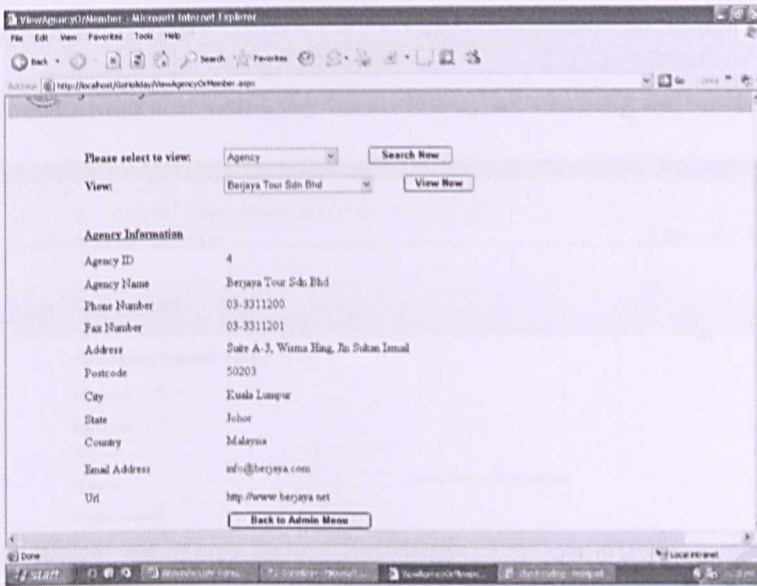 ViewAgencyOrMember - Microsoft Internet Explorer
File Edit View Favorites Tools Help
Back Search Favorites
Address http://localhost/GoHoliday/ViewAgencyOrMember.aspx Go Links »
Please select to view: Agency Search Now
View: Berjaya Tour Sdn Bhd View Now
Agency Information
Agency ID 4
Agency Name Berjaya Tour Sdn Bhd
Phone Number 03-3311200
Fax Number 03-3311201
Address Suite A-3, Wisma Hing, Jln Sultan Ismail
Postcode 50203
City Kuala Lumpur
State Johor
Country Malaysia
Email Address info@berjaya.com
Url http://www.berjaya.net
Back to Admin Menu
Done Local intranet
start ViewAgencyOrMem...